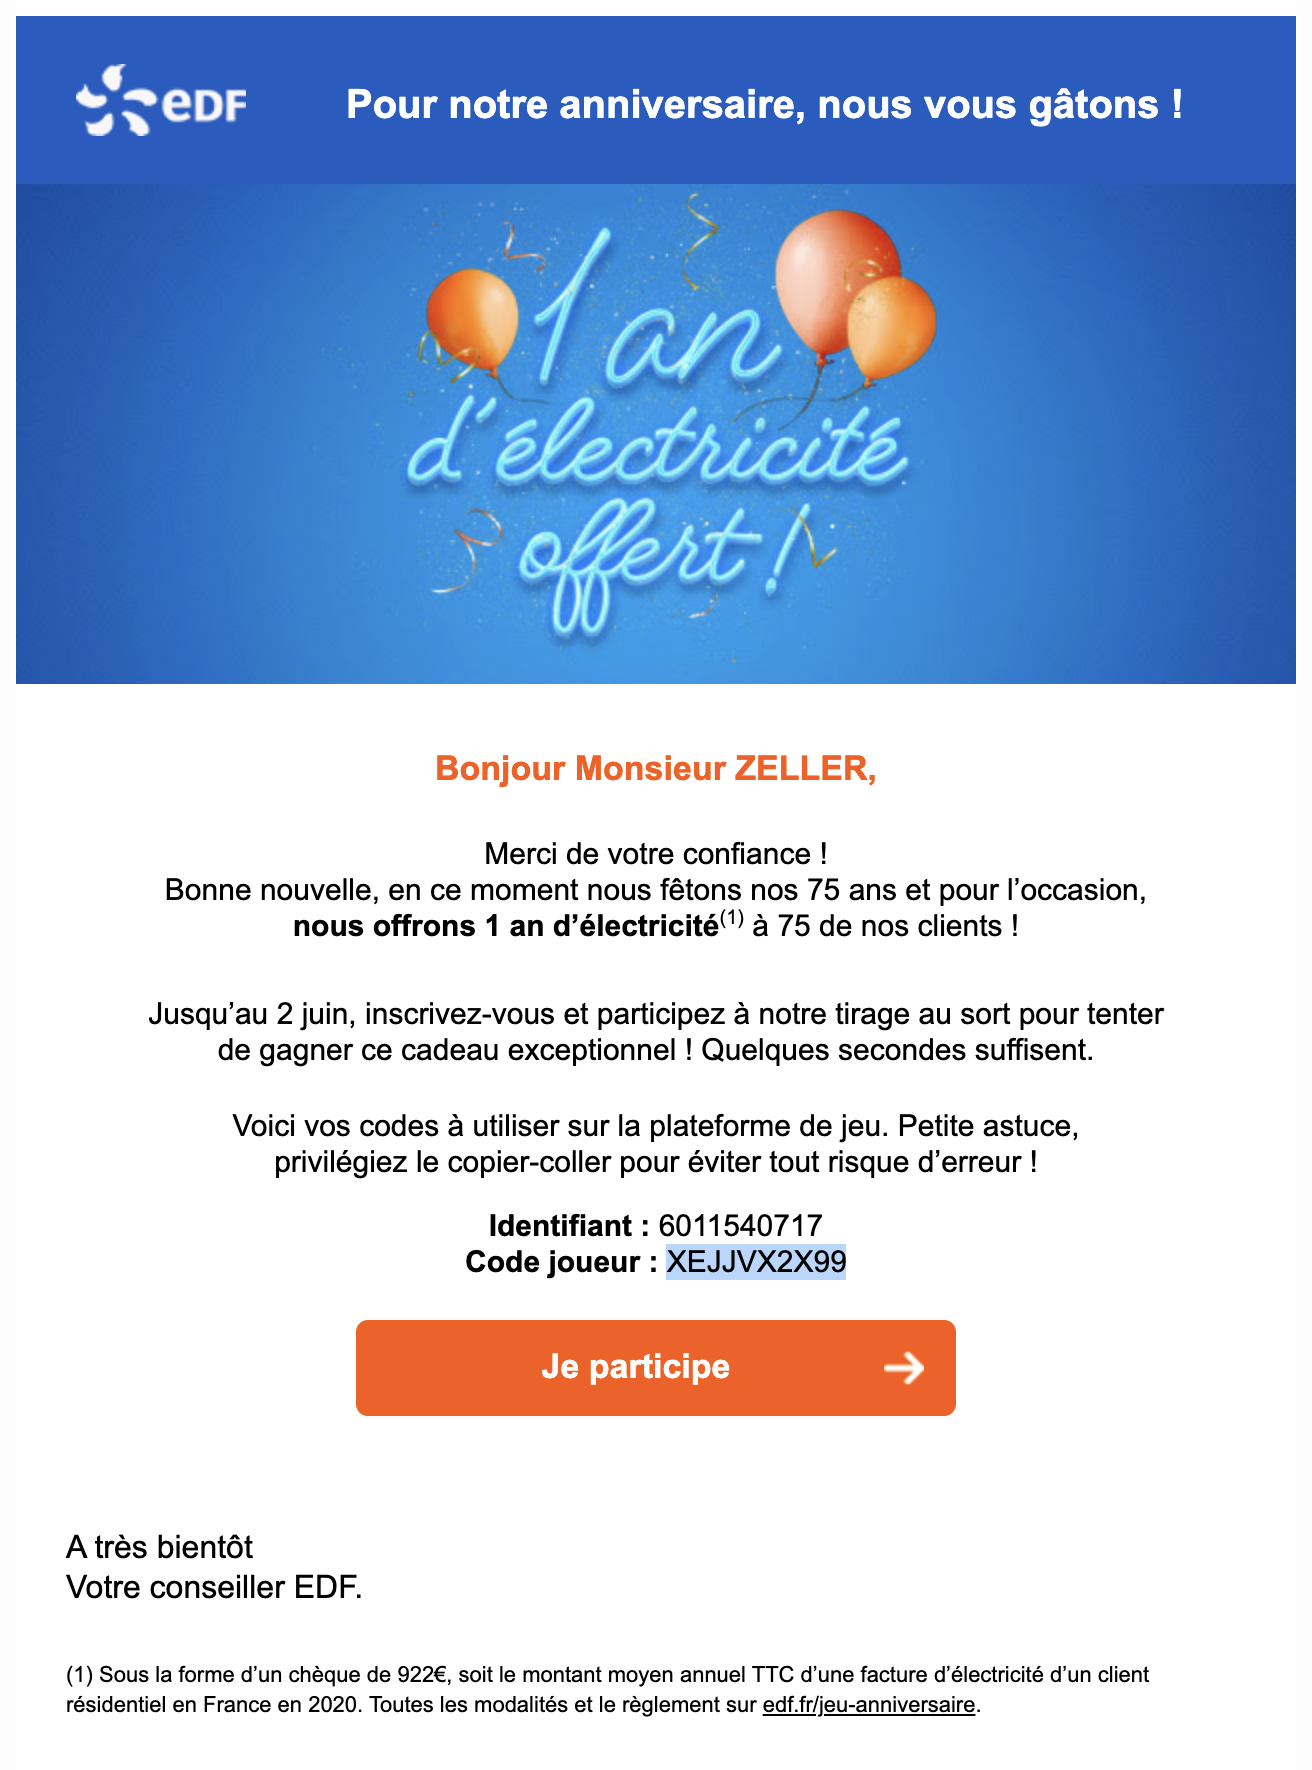 eDF
Pour notre anniversaire, nous vous gâtons !
1 an
d'électricité
offert !
Bonjour Monsieur ZELLER,
Merci de votre confiance !
Bonne nouvelle, en ce moment nous fêtons nos 75 ans et pour l’occasion,
nous offrons 1 an d’électricité(1) à 75 de nos clients !
Jusqu’au 2 juin, inscrivez-vous et participez à notre tirage au sort pour tenter
de gagner ce cadeau exceptionnel ! Quelques secondes suffisent.
Voici vos codes à utiliser sur la plateforme de jeu. Petite astuce,
privilégiez le copier-coller pour éviter tout risque d’erreur !
Identifiant : 6011540717
Code joueur : XEJJVX2X99
Je participe
A très bientôt
Votre conseiller EDF.
(1) Sous la forme d’un chèque de 922€, soit le montant moyen annuel TTC d’une facture d’électricité d’un client
résidentiel en France en 2020. Toutes les modalités et le règlement sur edf.fr/jeu-anniversaire.